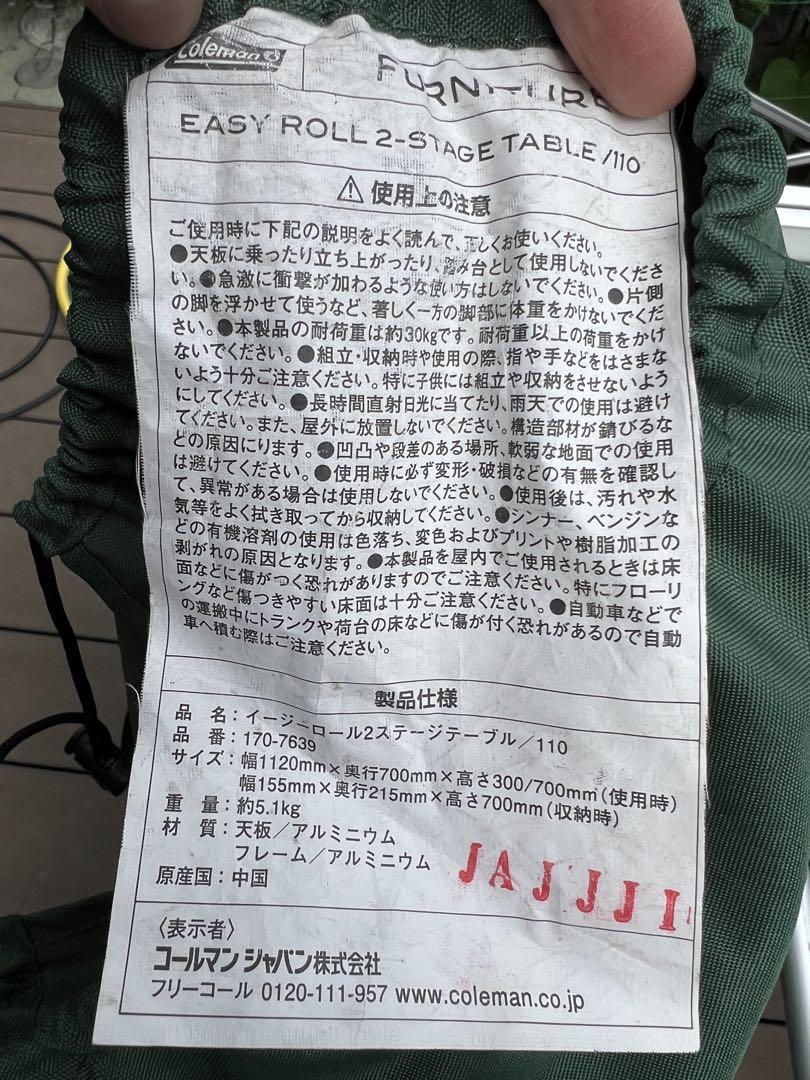 Coleman
FURNITURE
EASY ROLL 2-STAGE TABLE /110
⚠ 使用上の注意
ご使用時に下記の説明をよく読んで、正しくお使いください。
●天板に乗ったり立ち上がったり、踏み台として使用しないでくださ
い。●急激に衝撃が加わるような使い方はしないでください。●片側
の脚を浮かせて使うなど、著しく一方の脚部に体重をかけないでくだ
さい。●本製品の耐荷重は約30kgです。耐荷重以上の荷重をかけ
ないでください。●組立・収納時や使用の際、指や手などをはさまな
いよう十分ご注意ください。特に子供には組立や収納をさせないよう
にしてください。●長時間直射日光に当てたり、雨天での使用は避け
てください。また、屋外に放置しないでください。構造部材が錆びるな
どの原因にります。●凹凸や段差のある場所、軟弱な地面での使用
は避けてください。●使用時に必ず変形・破損などの有無を確認し
て、異常がある場合は使用しないでください。●使用後は、汚れや水
気等をよく拭き取ってから収納してください。●シンナー、ベンジンな
どの有機溶剤の使用は色落ち、変色およびプリントや樹脂加工の
剥がれの原因となります。●本製品を屋内でご使用されるときは床
面などに傷がつく恐れがありますのでご注意ください。特にフローリ
ングなど傷つきやすい床面は十分ご注意ください。●自動車などで
の運搬中にトランクや荷台の床などに傷が付く恐れがあるので自動
車へ積む際はご注意ください。
製品仕様
品 名：イージーロール2ステージテーブル／110
品 番：170-7639
サイズ：幅1120mm×奥行700mm×高さ300/700mm（使用時）
幅155mm×奥行215mm×高さ700mm（収納時）
重 量：約5.1kg
材 質：天板／アルミニウム
フレーム／アルミニウム
原産国：中国
JAJJJI
〈表示者〉
コールマン ジャパン株式会社
フリーコール 0120-111-957 www.coleman.co.jp